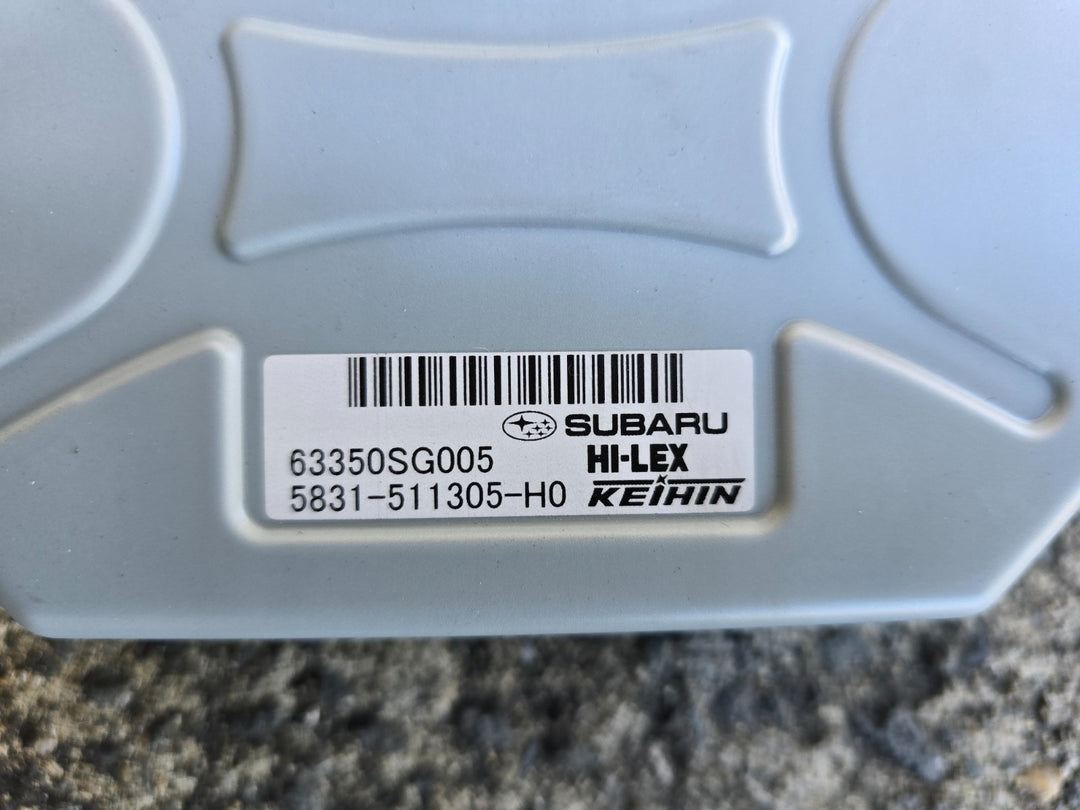 SUBARU
63350SG005
HI-LEX
5831-511305-H0
KEIHIN